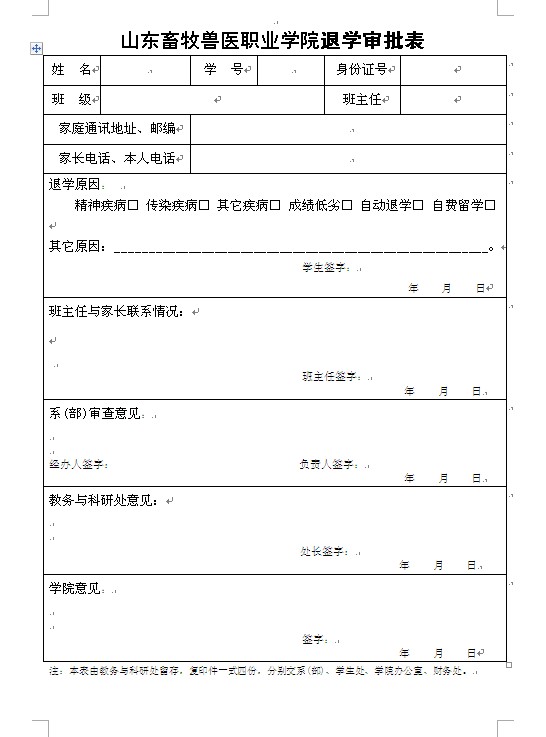 山东畜牧兽医职业学院退学审批表
姓 名 学 号 身份证号
班 级 班主任
家庭通讯地址、邮编
家长电话、本人电话
退学原因：
精神疾病□ 传染疾病□ 其它疾病□ 成绩低劣□ 自动退学□ 自费留学□
其它原因：______________________________________________________。
学生签字：
年 月 日
班主任与家长联系情况：
班主任签字：
年 月 日
系(部)审查意见：
经办人签字： 负责人签字：
年 月 日
教务与科研处意见：
处长签字：
年 月 日
学院意见：
签字：
年 月 日
注：本表由教务与科研处留存，复印件一式四份，分别交系(部)、学生处、学院办公室、财务处。